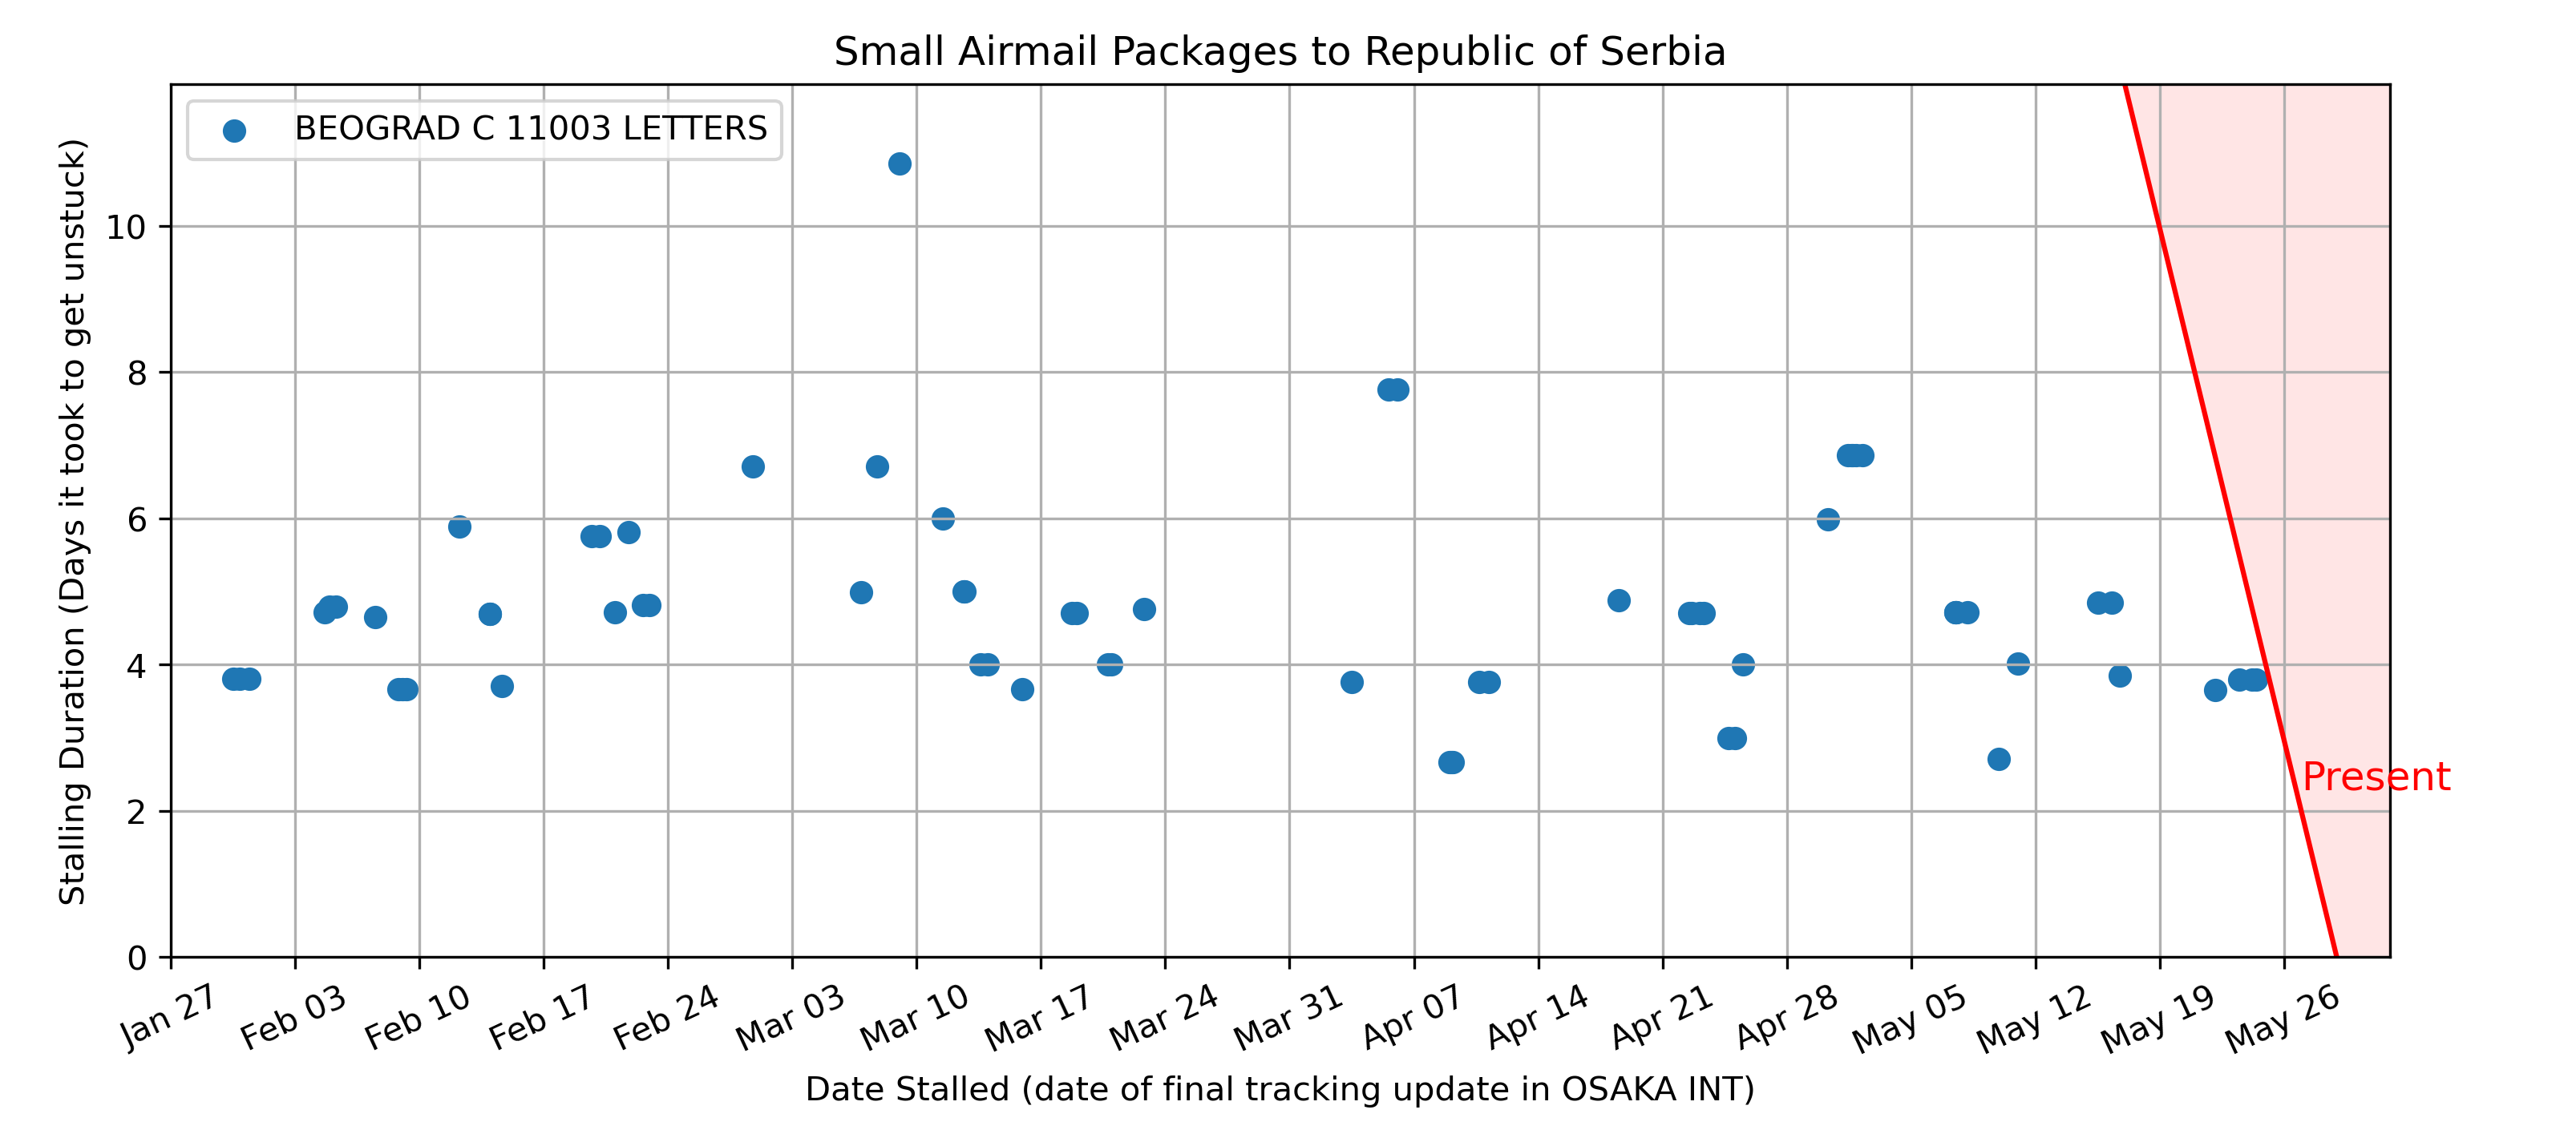 Small Airmail Packages to Republic of Serbia
BEOGRAD C 11003 LETTERS
Stalling Duration (Days it took to get unstuck)
10
8
6
4
2
0
Present
Jan 27
Feb 03
Feb 10
Feb 17
Feb 24
Mar 03
Mar 10
Mar 17
Mar 24
Mar 31
Apr 07
Apr 14
Apr 21
Apr 28
May 05
May 12
May 19
May 26
Date Stalled (date of final tracking update in OSAKA INT)